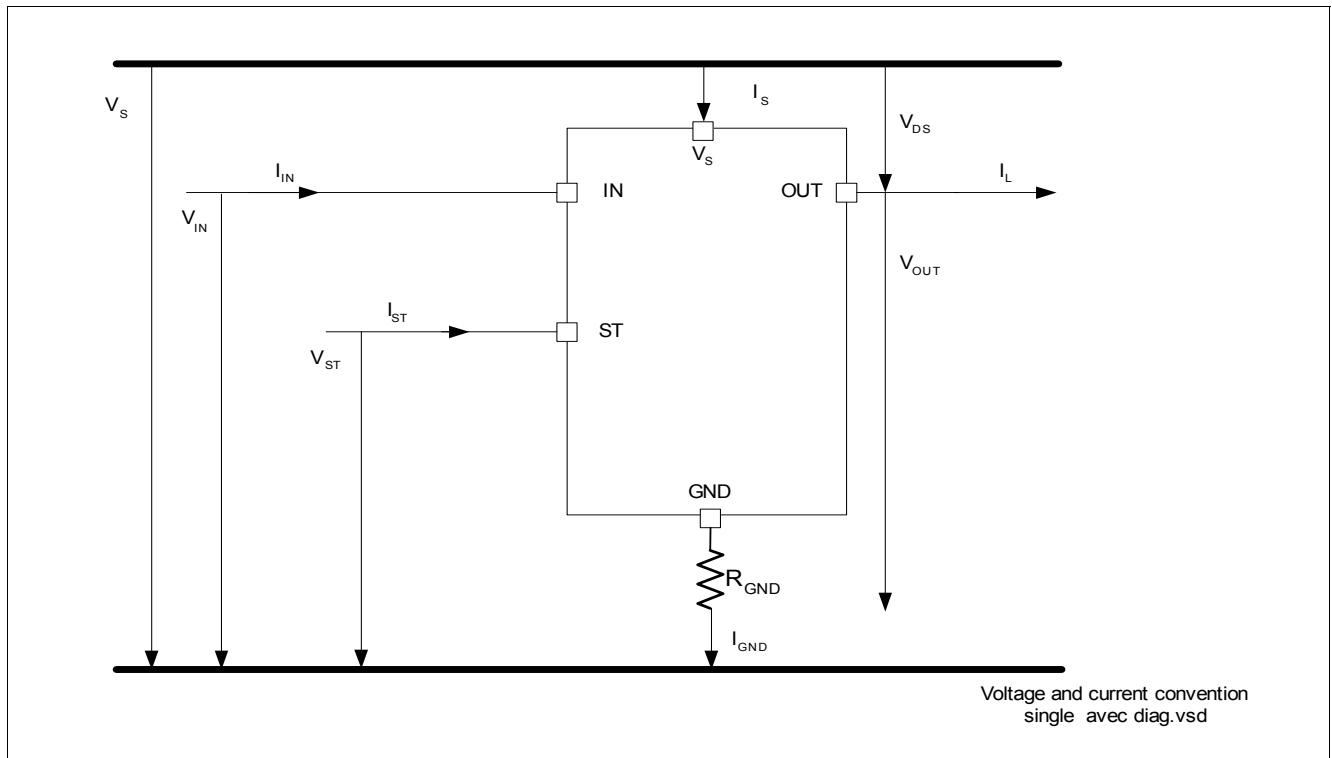 V_S
I_S
V_S
V_DS
I_IN
IN
OUT
I_L
V_IN
V_OUT
I_ST
ST
V_ST
GND
R_GND
I_GND
Voltage and current convention
single avec diag.vsd